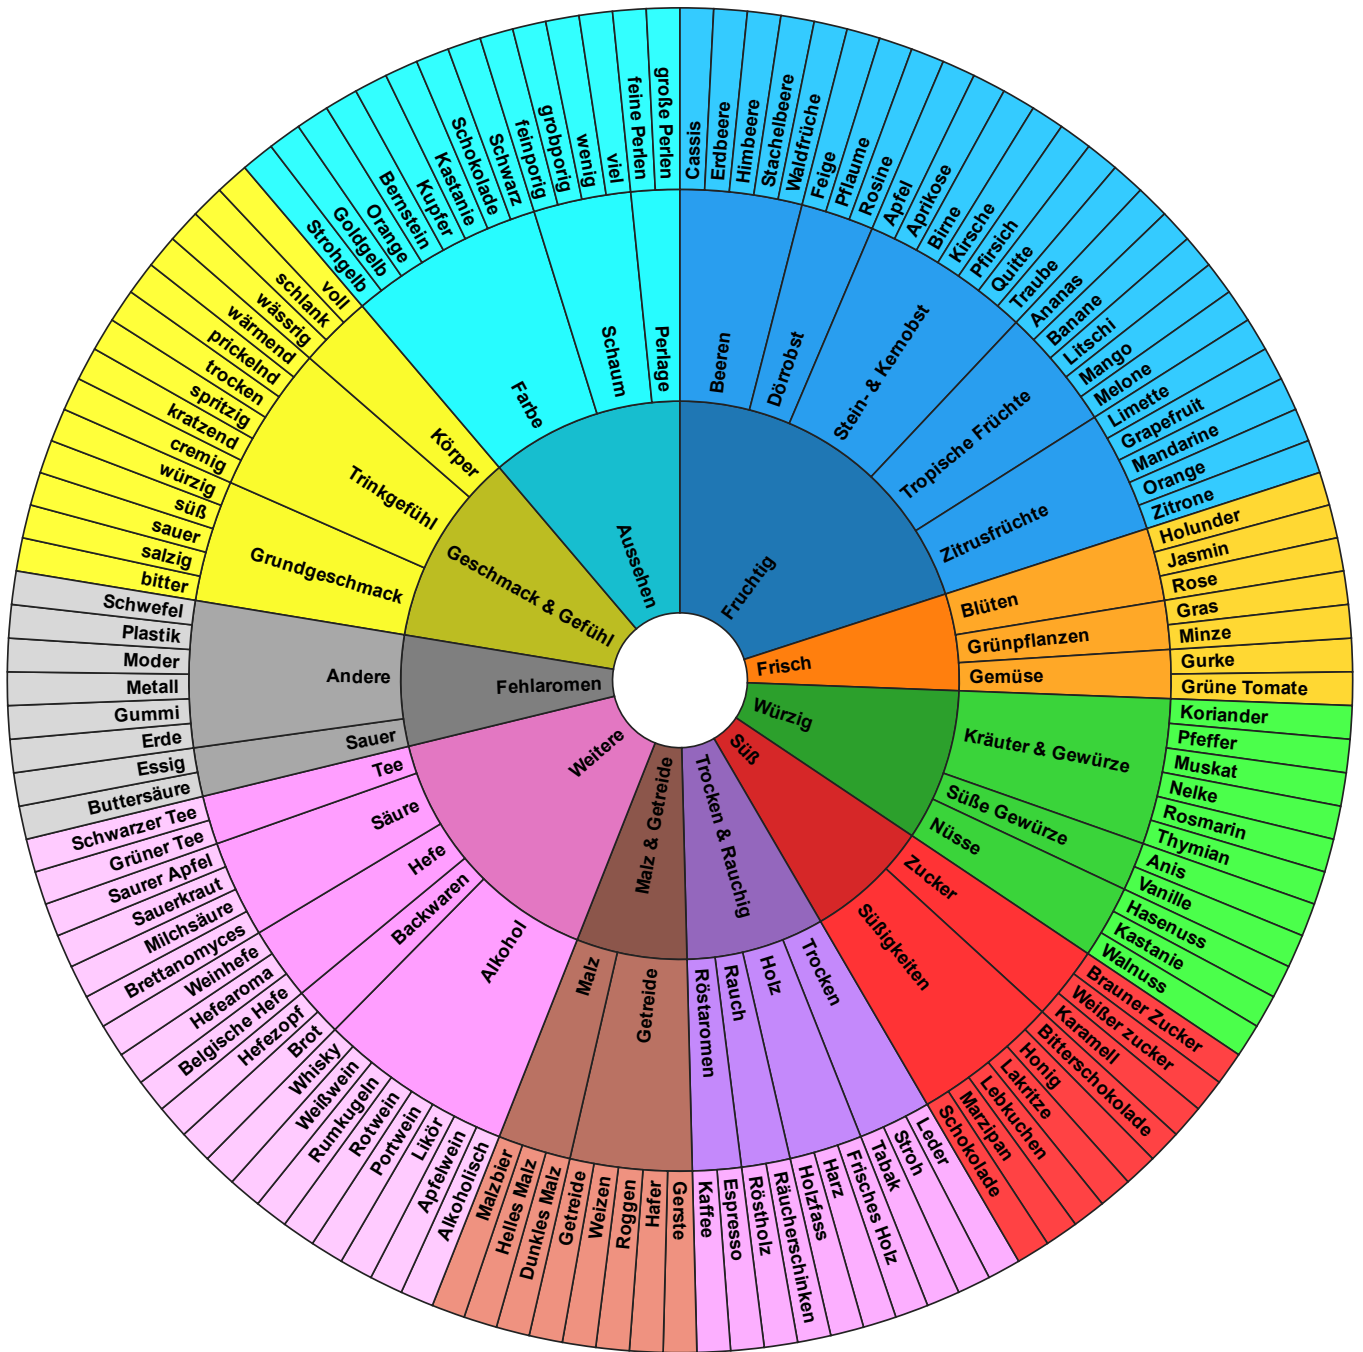 Fruchtig
Beeren
Cassis
Erdbeere
Himbeere
Stachelbeere
Waldfrüche
Dörrobst
Feige
Pflaume
Rosine
Stein- & Kernobst
Apfel
Aprikose
Birne
Kirsche
Pfirsich
Quitte
Traube
Tropische Früchte
Ananas
Banane
Litschi
Mango
Melone
Zitrusfrüchte
Limette
Grapefruit
Mandarine
Orange
Zitrone
Frisch
Blüten
Holunder
Jasmin
Rose
Grünpflanzen
Gras
Minze
Gemüse
Gurke
Grüne Tomate
Würzig
Kräuter & Gewürze
Koriander
Pfeffer
Muskat
Nelke
Rosmarin
Thymian
Süße Gewürze
Anis
Vanille
Nüsse
Hasenuss
Kastanie
Walnuss
Süß
Zucker
Brauner Zucker
Weißer zucker
Karamell
Süßigkeiten
Bitterschokolade
Honig
Lakritze
Lebkuchen
Marzipan
Schokolade
Trocken & Rauchig
Trocken
Leder
Stroh
Tabak
Holz
Frisches Holz
Harz
Holzfass
Rauch
Räucherschinken
Röstholz
Röstaromen
Espresso
Kaffee
Malz & Getreide
Getreide
Gerste
Hafer
Roggen
Weizen
Getreide
Malz
Dunkles Malz
Helles Malz
Malzbier
Weitere
Alkohol
Alkoholisch
Apfelwein
Likör
Portwein
Rotwein
Rumkugeln
Weißwein
Whisky
Backwaren
Brot
Hefezopf
Hefe
Belgische Hefe
Hefearoma
Weinhefe
Säure
Brettanomyces
Milchsäure
Sauerkraut
Saurer Apfel
Tee
Grüner Tee
Schwarzer Tee
Fehlaromen
Sauer
Buttersäure
Essig
Andere
Erde
Gummi
Metall
Moder
Plastik
Schwefel
Geschmack & Gefühl
Grundgeschmack
bitter
salzig
sauer
süß
würzig
Trinkgefühl
cremig
kratzend
spritzig
trocken
prickelnd
wärmend
Körper
wässrig
schlank
voll
Aussehen
Farbe
Strohgelb
Goldgelb
Orange
Bernstein
Kupfer
Kastanie
Schokolade
Schwarz
Schaum
feinporig
grobporig
wenig
viel
Perlage
feine Perlen
große Perlen